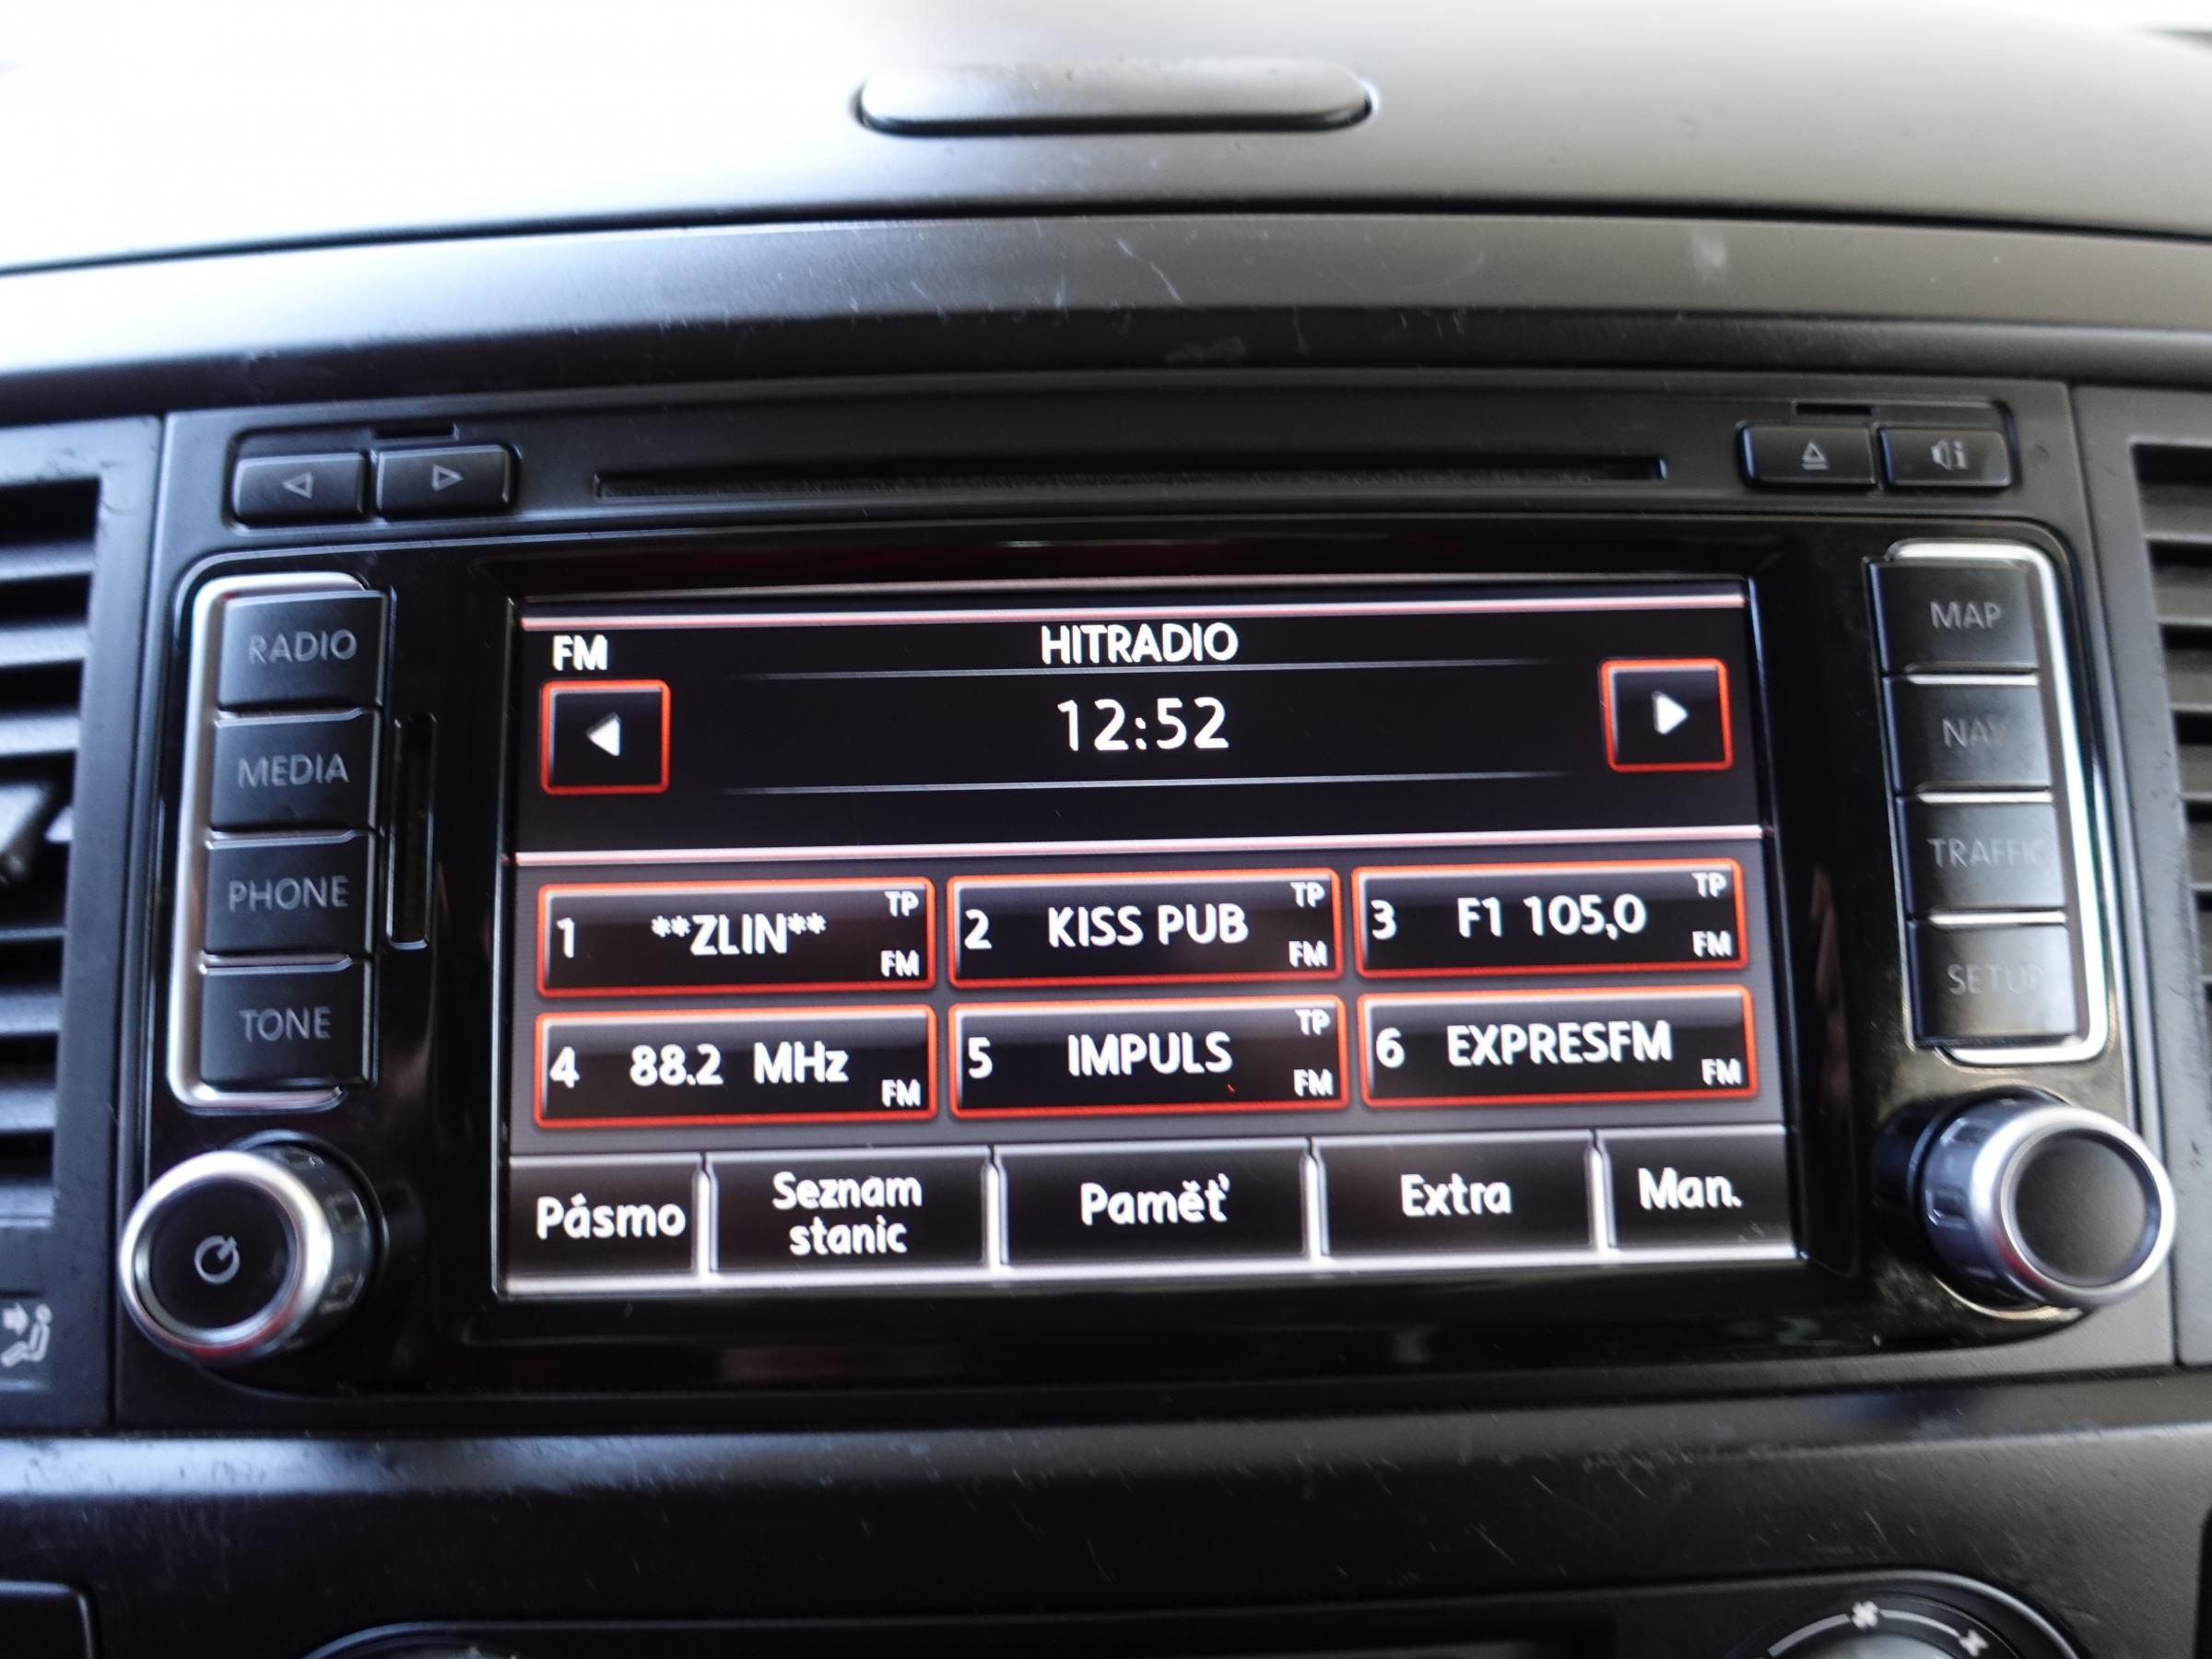 RADIO
MEDIA
PHONE
TONE
FM
HITRADIO
12:52
1 **ZLIN** TP FM
2 KISS PUB TP FM
3 F1 105,0 TP FM
4 88.2 MHz FM
5 IMPULS TP FM
6 EXPRESFM FM
Pásmo
Seznam
stanic
Paměť
Extra
Man.
MAP
NAV
TRAFFIC
SETUP